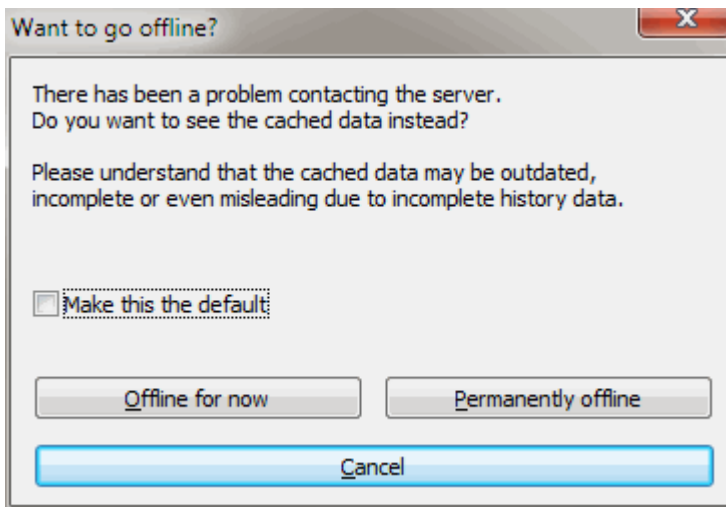 Want to go offline?
There has been a problem contacting the server.
Do you want to see the cached data instead?
Please understand that the cached data may be outdated,
incomplete or even misleading due to incomplete history data.
Make this the default
Offline for now
Permanently offline
Cancel